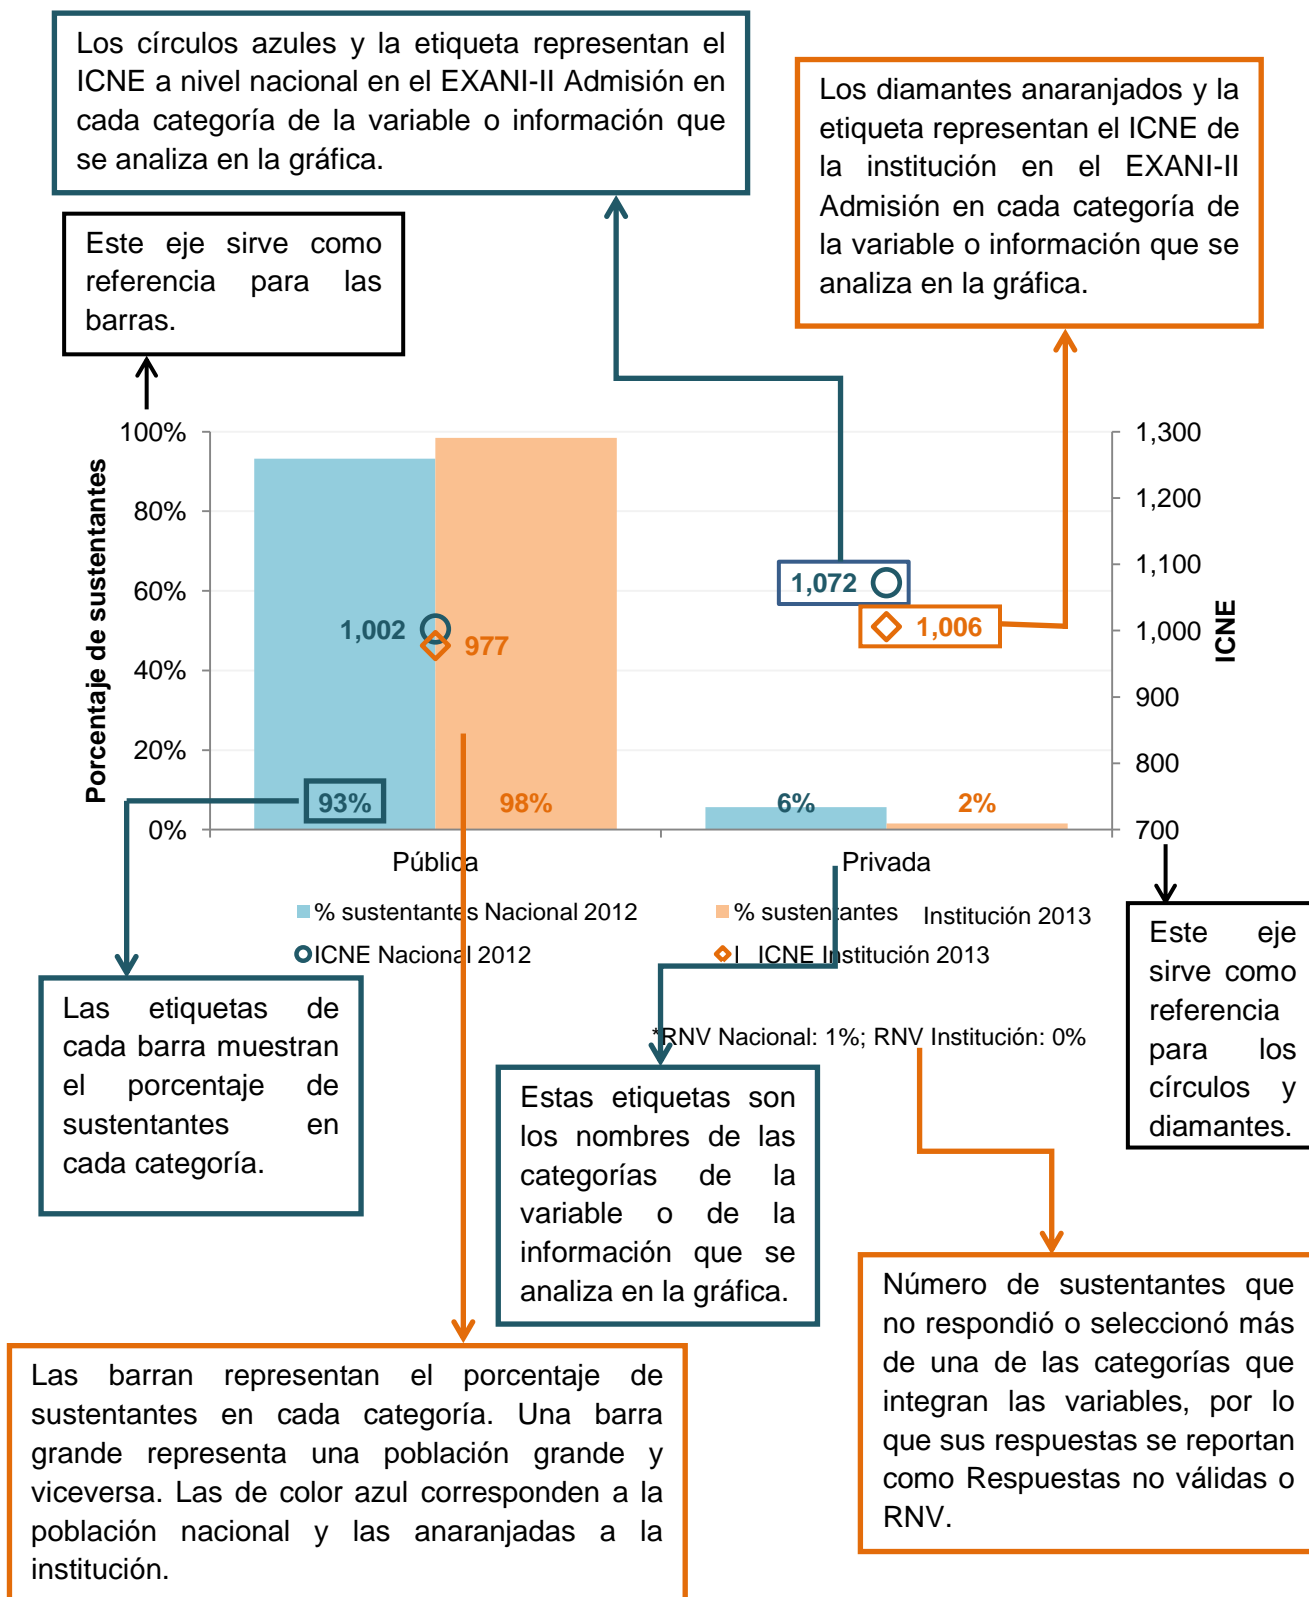 Los círculos azules y la etiqueta representan el
ICNE a nivel nacional en el EXANI-II Admisión en
cada categoría de la variable o información que
se analiza en la gráfica.
Los diamantes anaranjados y la
etiqueta representan el ICNE de
la institución en el EXANI-II
Admisión en cada categoría de
la variable o información que se
analiza en la gráfica.
Este eje sirve como
referencia para las
barras.
Porcentaje de sustentantes
100%
80%
60%
40%
20%
0%
1,300
1,200
1,100
1,000
900
800
700
ICNE
1,002
977
1,072
1,006
93%
98%
6%
2%
Pública
Privada
% sustentantes Nacional 2012
% sustentantes Institución 2013
ICNE Nacional 2012
I ICNE Institución 2013
*RNV Nacional: 1%; RNV Institución: 0%
Este eje
sirve como
referencia
para los
círculos y
diamantes.
Las etiquetas de
cada barra muestran
el porcentaje de
sustentantes en
cada categoría.
Estas etiquetas son
los nombres de las
categorías de la
variable o de la
información que se
analiza en la gráfica.
Número de sustentantes que
no respondió o seleccionó más
de una de las categorías que
integran las variables, por lo
que sus respuestas se reportan
como Respuestas no válidas o
RNV.
Las barran representan el porcentaje de
sustentantes en cada categoría. Una barra
grande representa una población grande y
viceversa. Las de color azul corresponden a la
población nacional y las anaranjadas a la
institución.